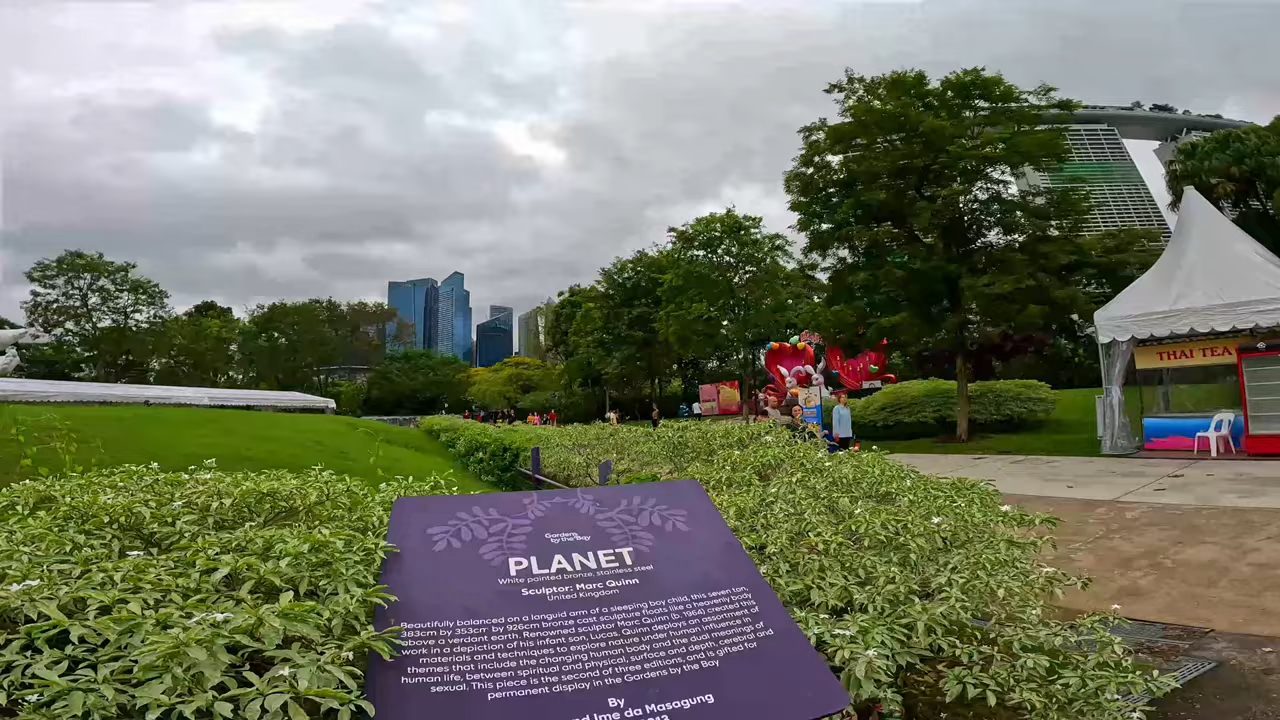 THAI TEA
Gardens
by the Bay
PLANET
White painted bronze, stainless steel
Sculptor: Marc Quinn
United Kingdom
Beautifully balanced on a languid arm of a sleeping boy child, this seven ton,
383cm by 353cm by 926cm bronze cast sculpture floats like a heavenly body
above a verdant earth. Renowned sculptor Marc Quinn (b. 1964) created this
work in a depiction of his infant son, Lucas. Quinn deploys an assortment of
materials and techniques to explore nature under human influence in
themes that include the changing human body and the dual meanings of
human life, between spiritual and physical, surface and depth, cerebral and
sexual. This piece is the second of three editions, and is gifted for
permanent display in the Gardens by the Bay
By
nd Ime da Masagung